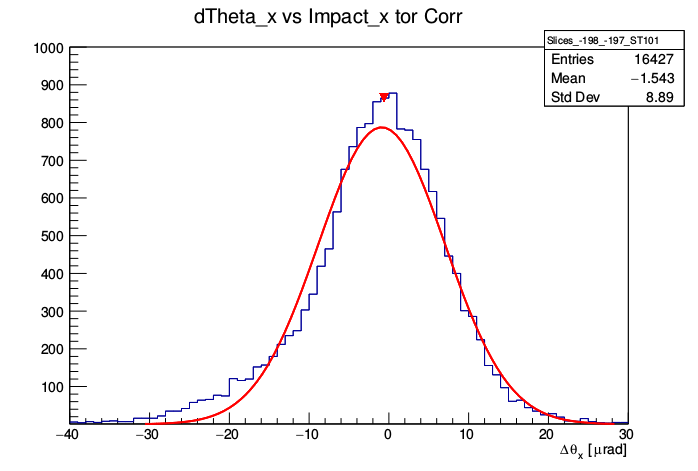 dTheta_x vs Impact_x tor Corr
Slices_-198_-197_ST101
Entries 16427
Mean −1.543
Std Dev 8.89
1000
900
800
700
600
500
400
300
200
100
−40 −30 −20 −10 0 10 20 30
Δθx [μrad]